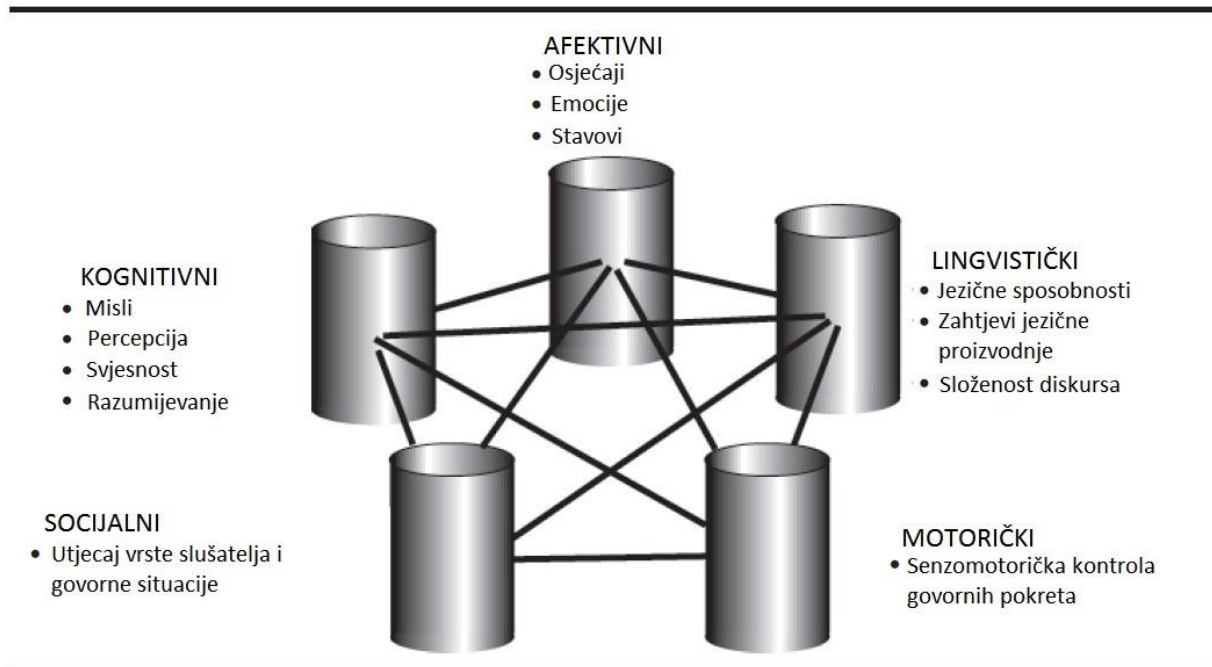 AFEKTIVNI
• Osjećaji
• Emocije
• Stavovi
KOGNITIVNI
• Misli
• Percepcija
• Svjesnost
• Razumijevanje
LINGVISTIČKI
• Jezične sposobnosti
• Zahtjevi jezične
proizvodnje
• Složenost diskursa
SOCIJALNI
• Utjecaj vrste slušatelja i
govorne situacije
MOTORIČKI
• Senzomotorička kontrola
govornih pokreta